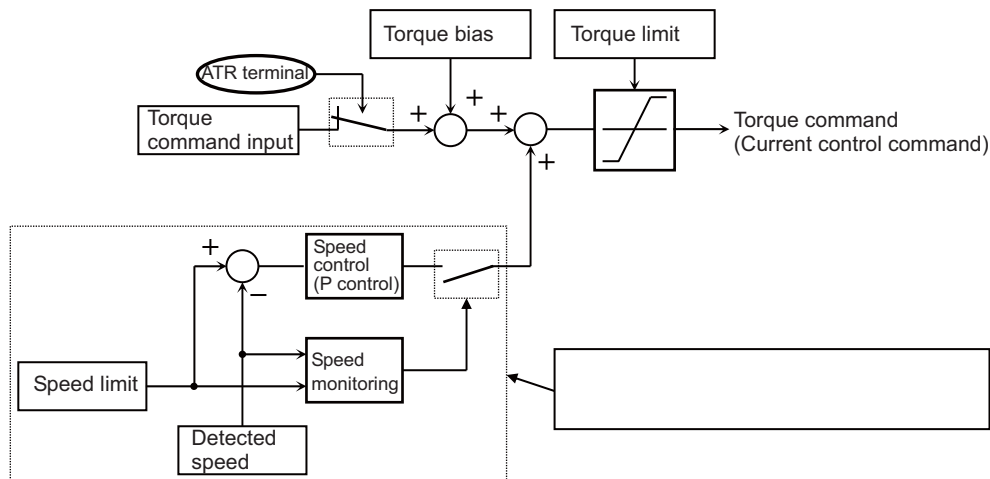 Torque bias
Torque limit
ATR terminal
Torque
command input
+
+
+
+
Torque command
(Current control command)
+
−
Speed
control
(P control)
Speed limit
Speed
monitoring
Detected
speed